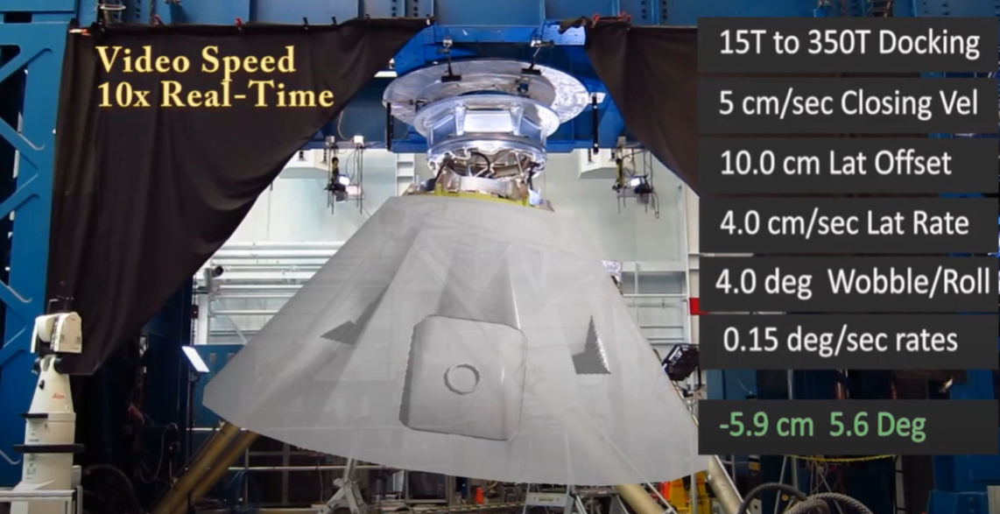 Video Speed
10x Real-Time
15T to 350T Docking
5 cm/sec Closing Vel
10.0 cm Lat Offset
4.0 cm/sec Lat Rate
4.0 deg Wobble/Roll
0.15 deg/sec rates
-5.9 cm 5.6 Deg